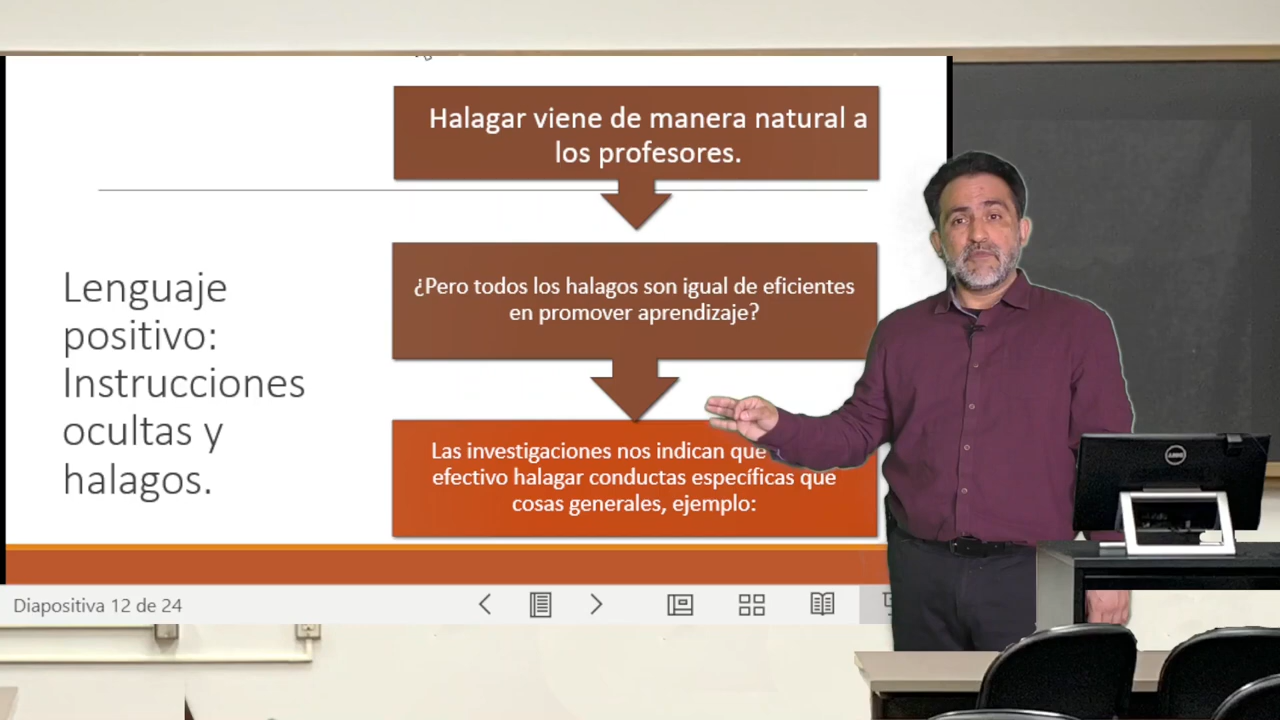 Halagar viene de manera natural a
los profesores.
¿Pero todos los halagos son igual de eficientes
en promover aprendizaje?
Lenguaje
positivo:
Instrucciones
ocultas y
halagos.
Las investigaciones nos indican que
efectivo halagar conductas específicas que
cosas generales, ejemplo:
Diapositiva 12 de 24
DELL